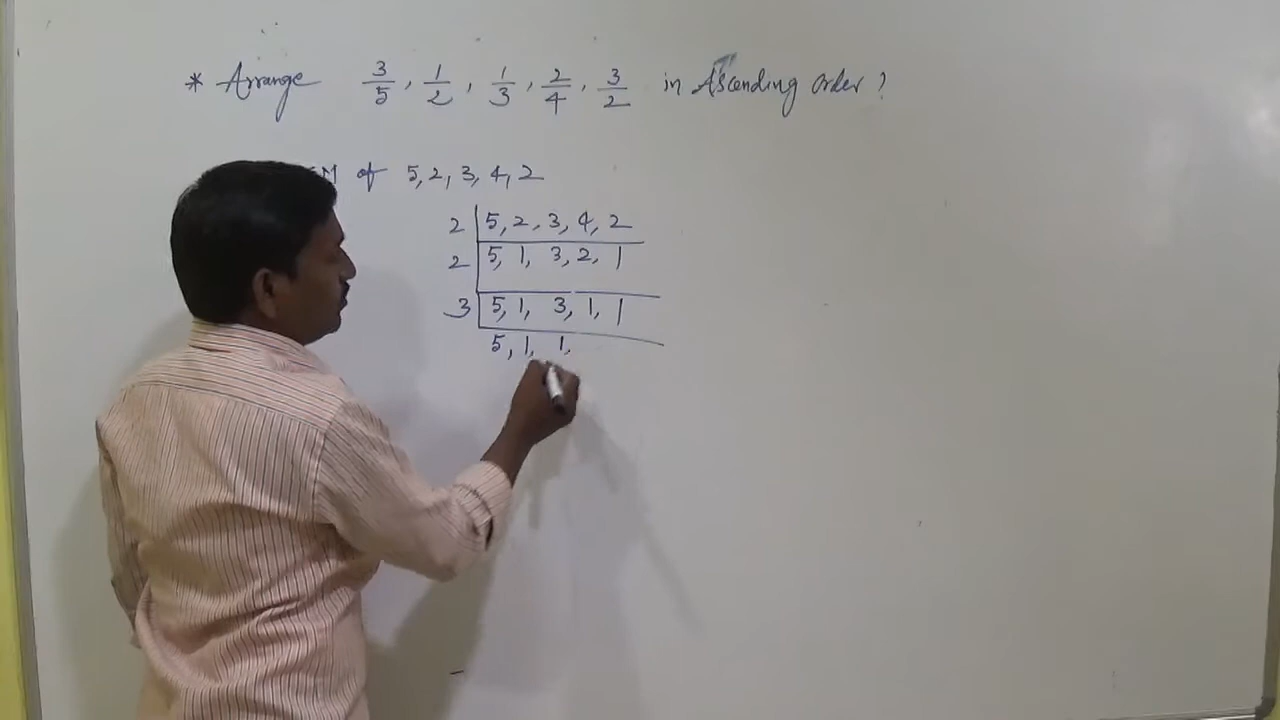 * Arrange 3/5, 1/2, 1/3, 2/4, 3/2 in Ascending Order?
M of 5, 2, 3, 4, 2
2 | 5, 2, 3, 4, 2
2 | 5, 1, 3, 2, 1
3 | 5, 1, 3, 1, 1
5, 1, 1,